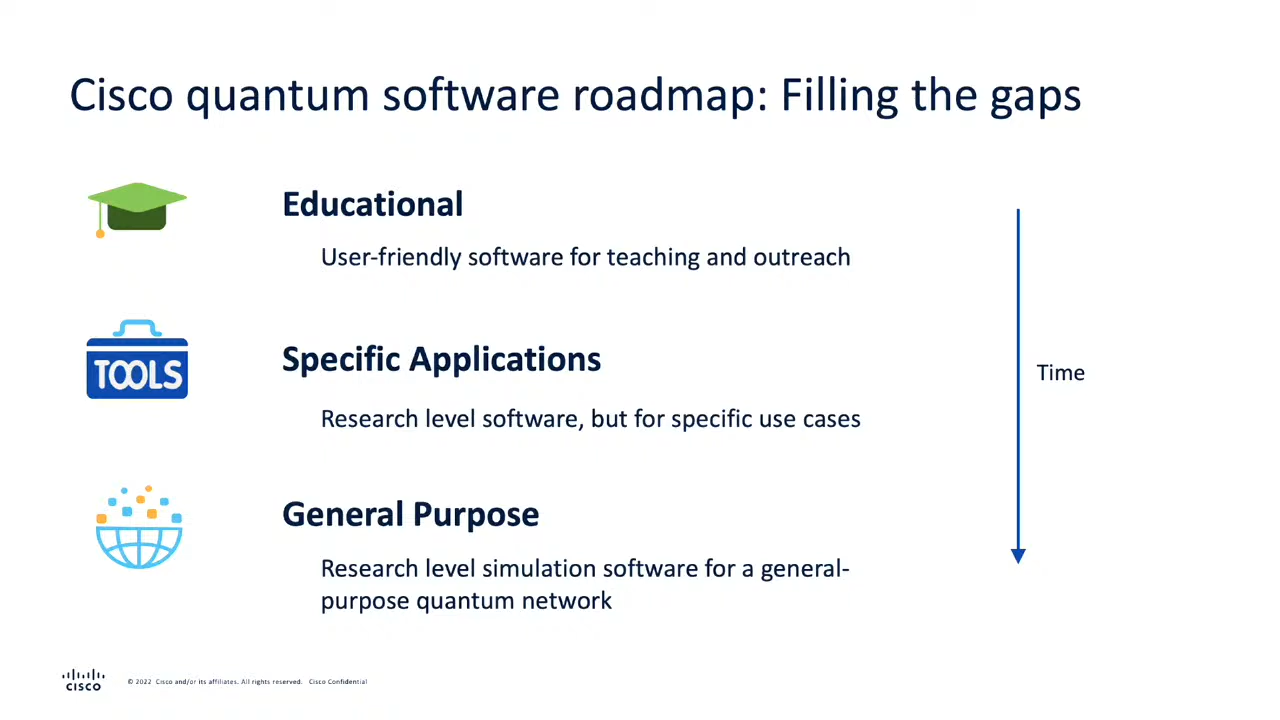 Cisco quantum software roadmap: Filling the gaps
Educational
User-friendly software for teaching and outreach
TOOLS
Specific Applications
Research level software, but for specific use cases
Time
General Purpose
Research level simulation software for a general-
purpose quantum network
CISCO
© 2022 Cisco and/or its affiliates. All rights reserved. Cisco Confidential